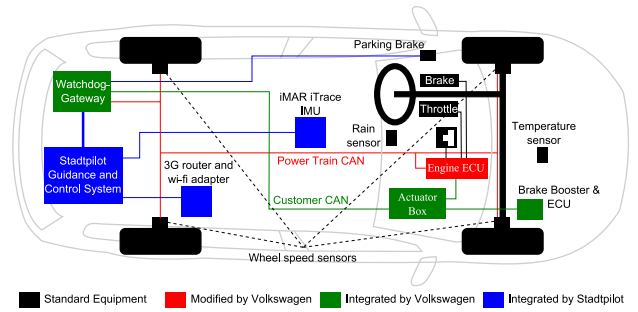 Parking Brake
Watchdog-
Gateway
Brake
iMAR iTrace
IMU
Throttle
Rain
sensor
Temperature
sensor
Stadtpilot
Guidance and
Control System
3G router and
wi-fi adapter
Power Train CAN
Engine ECU
Customer CAN
Actuator
Box
Brake Booster &
ECU
Wheel speed sensors
Standard Equipment
Modified by Volkswagen
Integrated by Volkswagen
Integrated by Stadtpilot